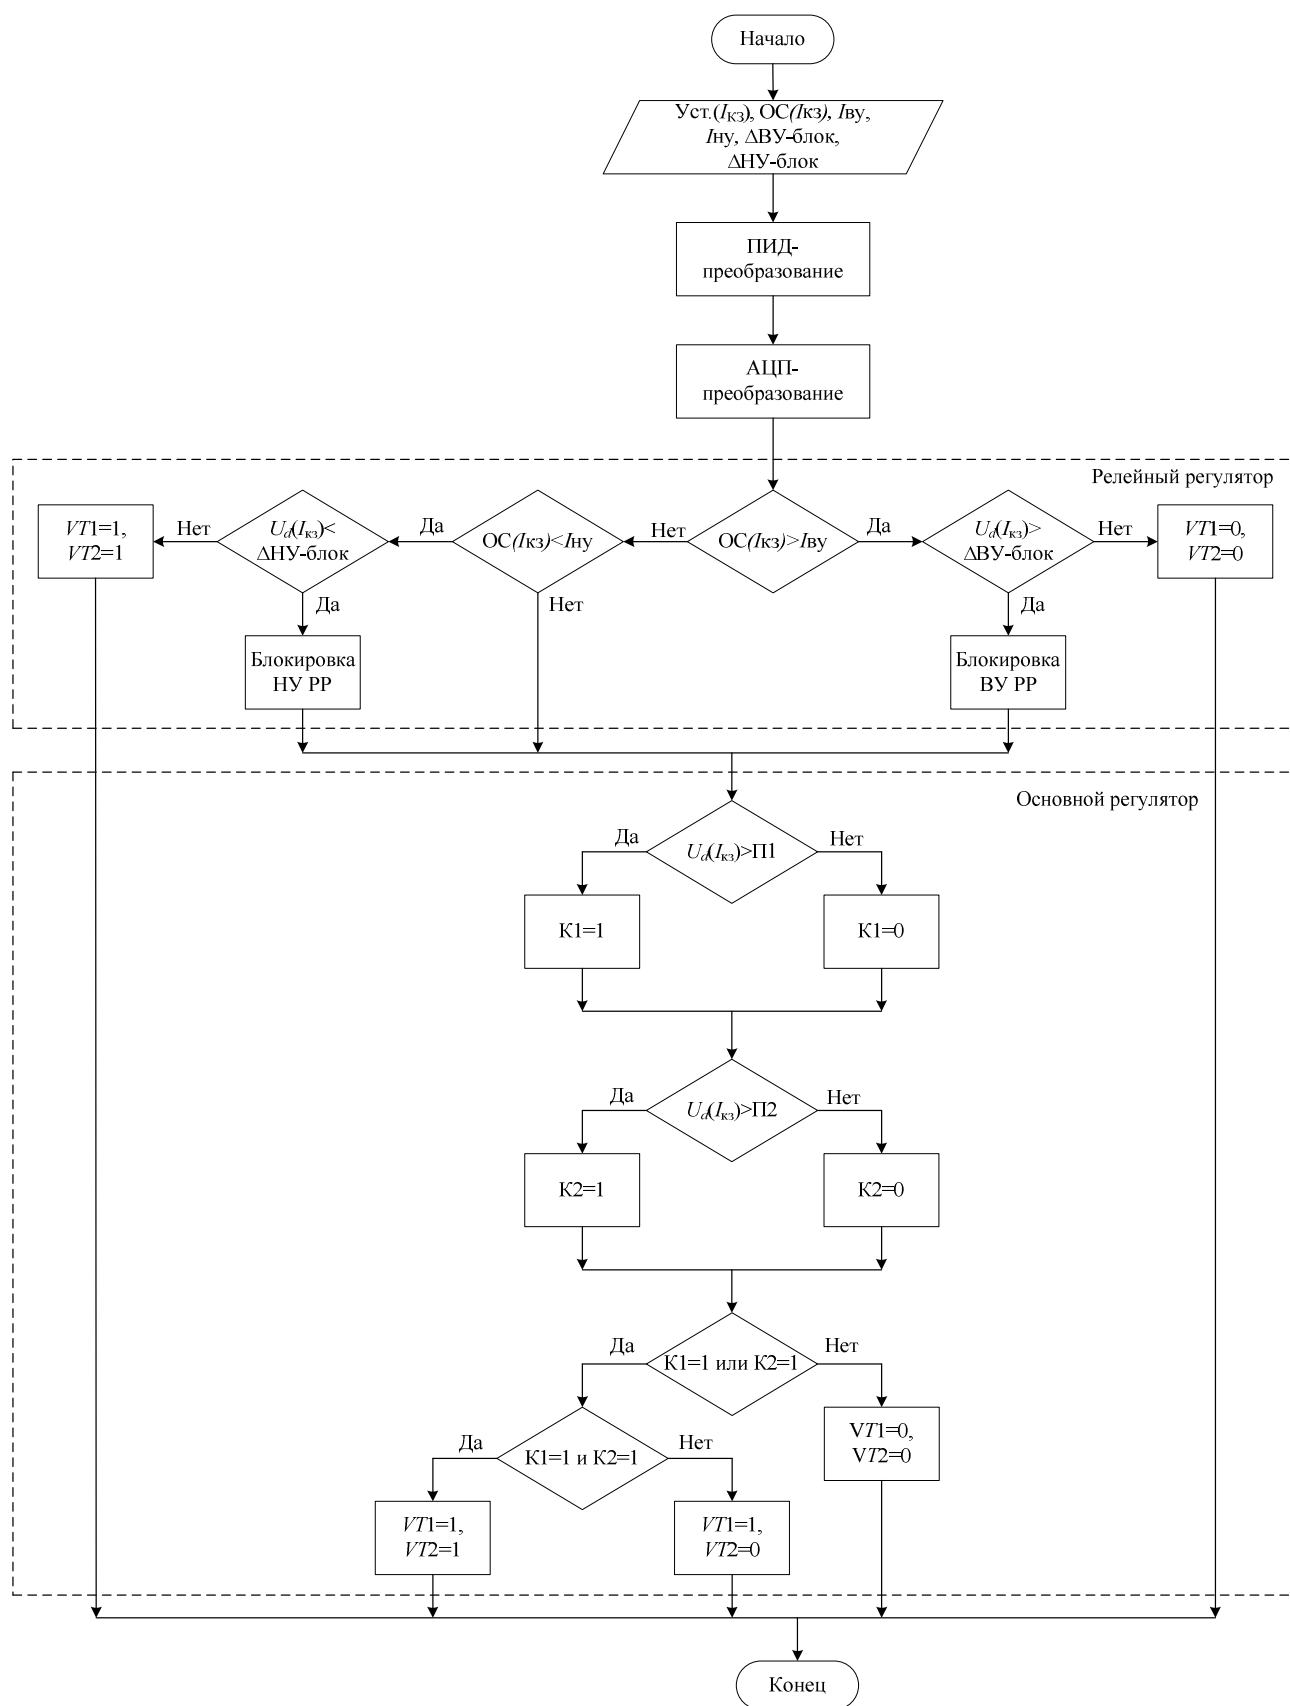 Начало
Уст.(Iкз), ОС(Iкз), Iву,
Iну, ΔВУ-блок,
ΔНУ-блок
ПИД-
преобразование
АЦП-
преобразование
Релейный регулятор
VT1=1,
VT2=1
Нет
Ud(Iкз)<
ΔНУ-блок
Да
ОС(Iкз)<Iну
Нет
ОС(Iкз)>Iву
Да
Ud(Iкз)>
ΔВУ-блок
Нет
VT1=0,
VT2=0
Да
Нет
Да
Блокировка
НУ РР
Блокировка
ВУ РР
Основной регулятор
Да
Ud(Iкз)>П1
Нет
К1=1
К1=0
Да
Ud(Iкз)>П2
Нет
К2=1
К2=0
Да
К1=1 или К2=1
Нет
Да
К1=1 и К2=1
Нет
VT1=0,
VT2=0
VT1=1,
VT2=1
VT1=1,
VT2=0
Конец